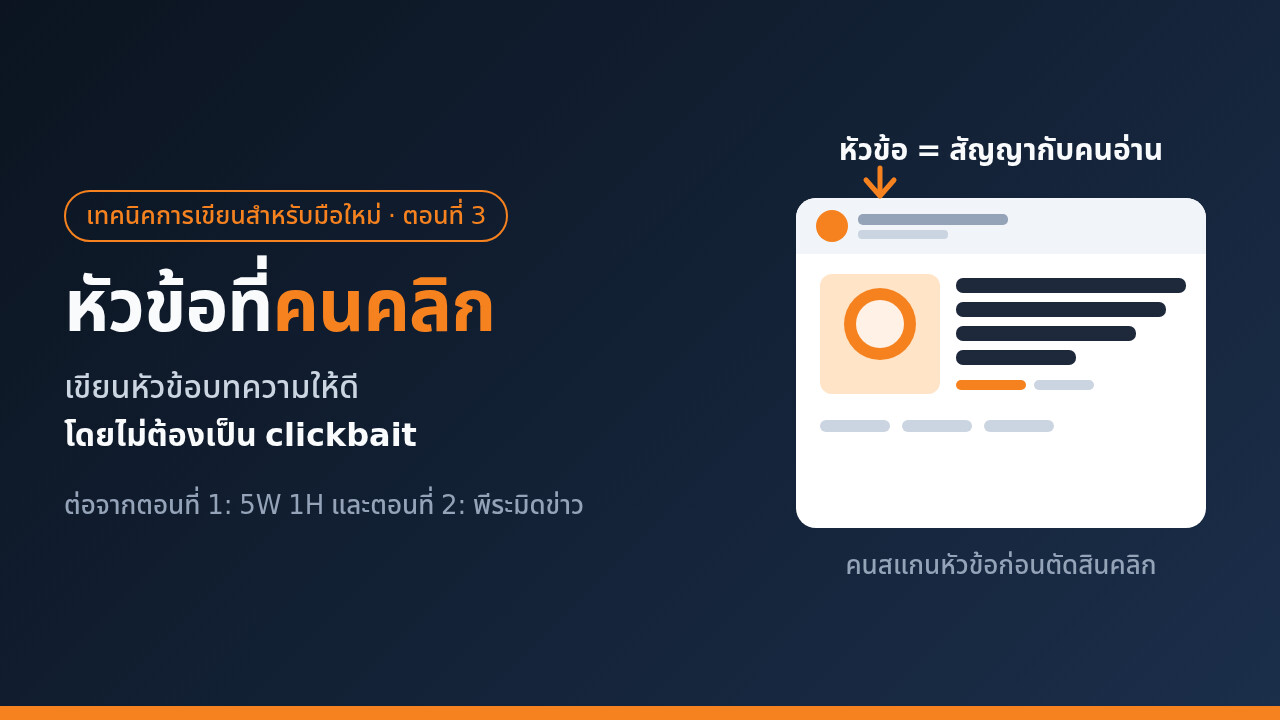 เทคนิคการเขียนสำหรับมือใหม่ · ตอนที่ 3
หัวข้อที่คนคลิก
เขียนหัวข้อบทความให้ดี
โดยไม่ต้องเป็น clickbait
ต่อจากตอนที่ 1: 5W 1H และตอนที่ 2: พีระมิดข่าว
หัวข้อ = สัญญากับคนอ่าน
คนสแกนหัวข้อก่อนตัดสินคลิก